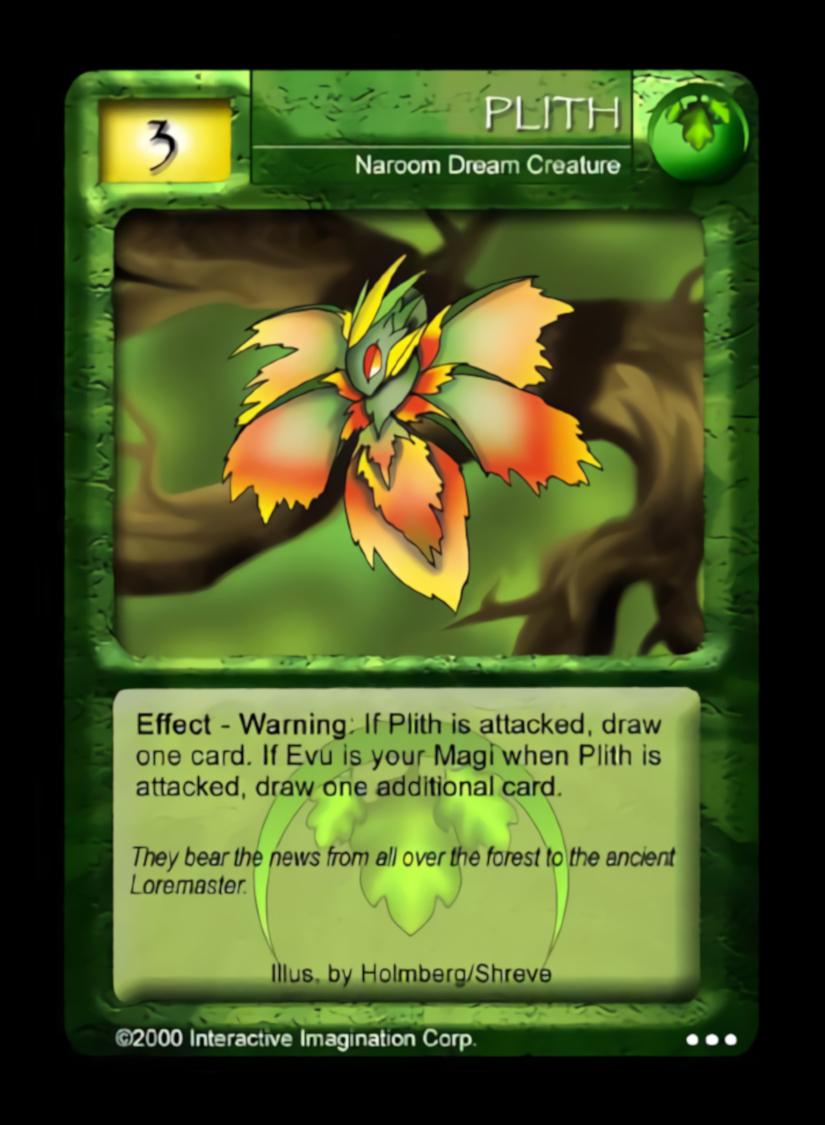 3
PLITH
Naroom Dream Creature
Effect - Warning: If Plith is attacked, draw
one card. If Evu is your Magi when Plith is
attacked, draw one additional card.
They bear the news from all over the forest to the ancient
Loremaster.
Illus. by Holmberg/Shreve
©2000 Interactive Imagination Corp.